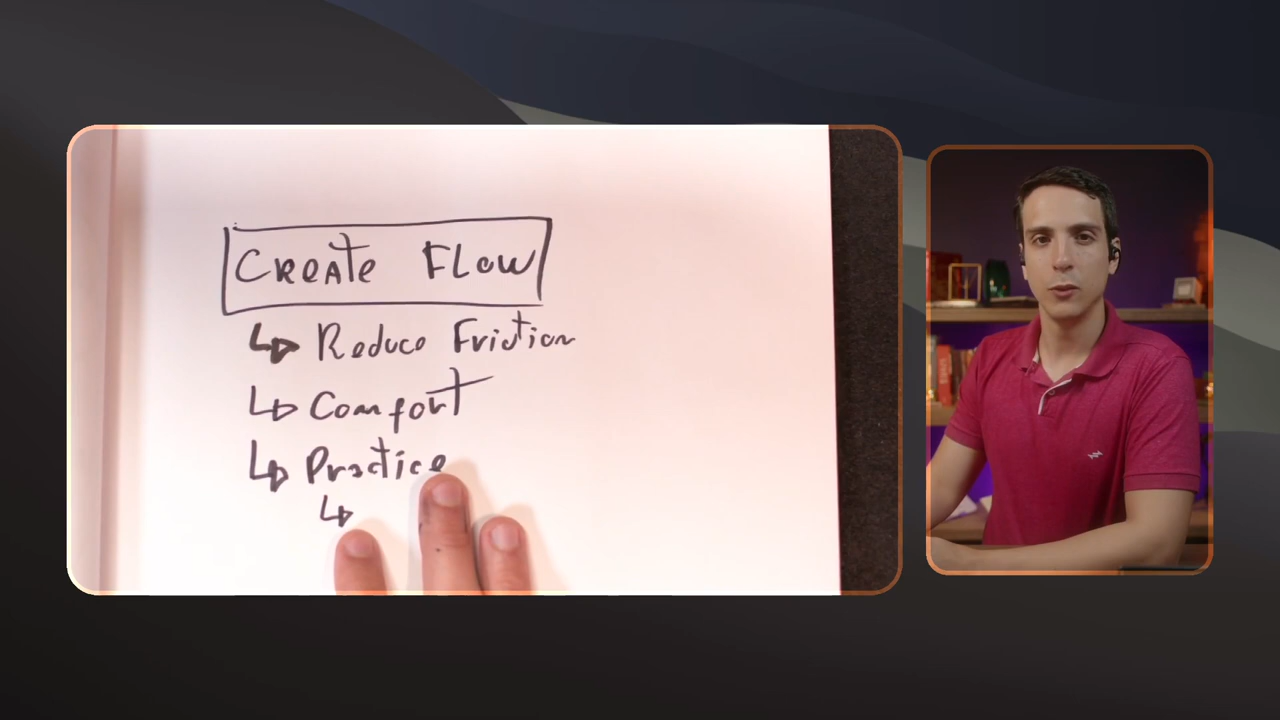 CReAte FLow
↳ Reduce Friction
↳ Comfort
↳ Practice
↳